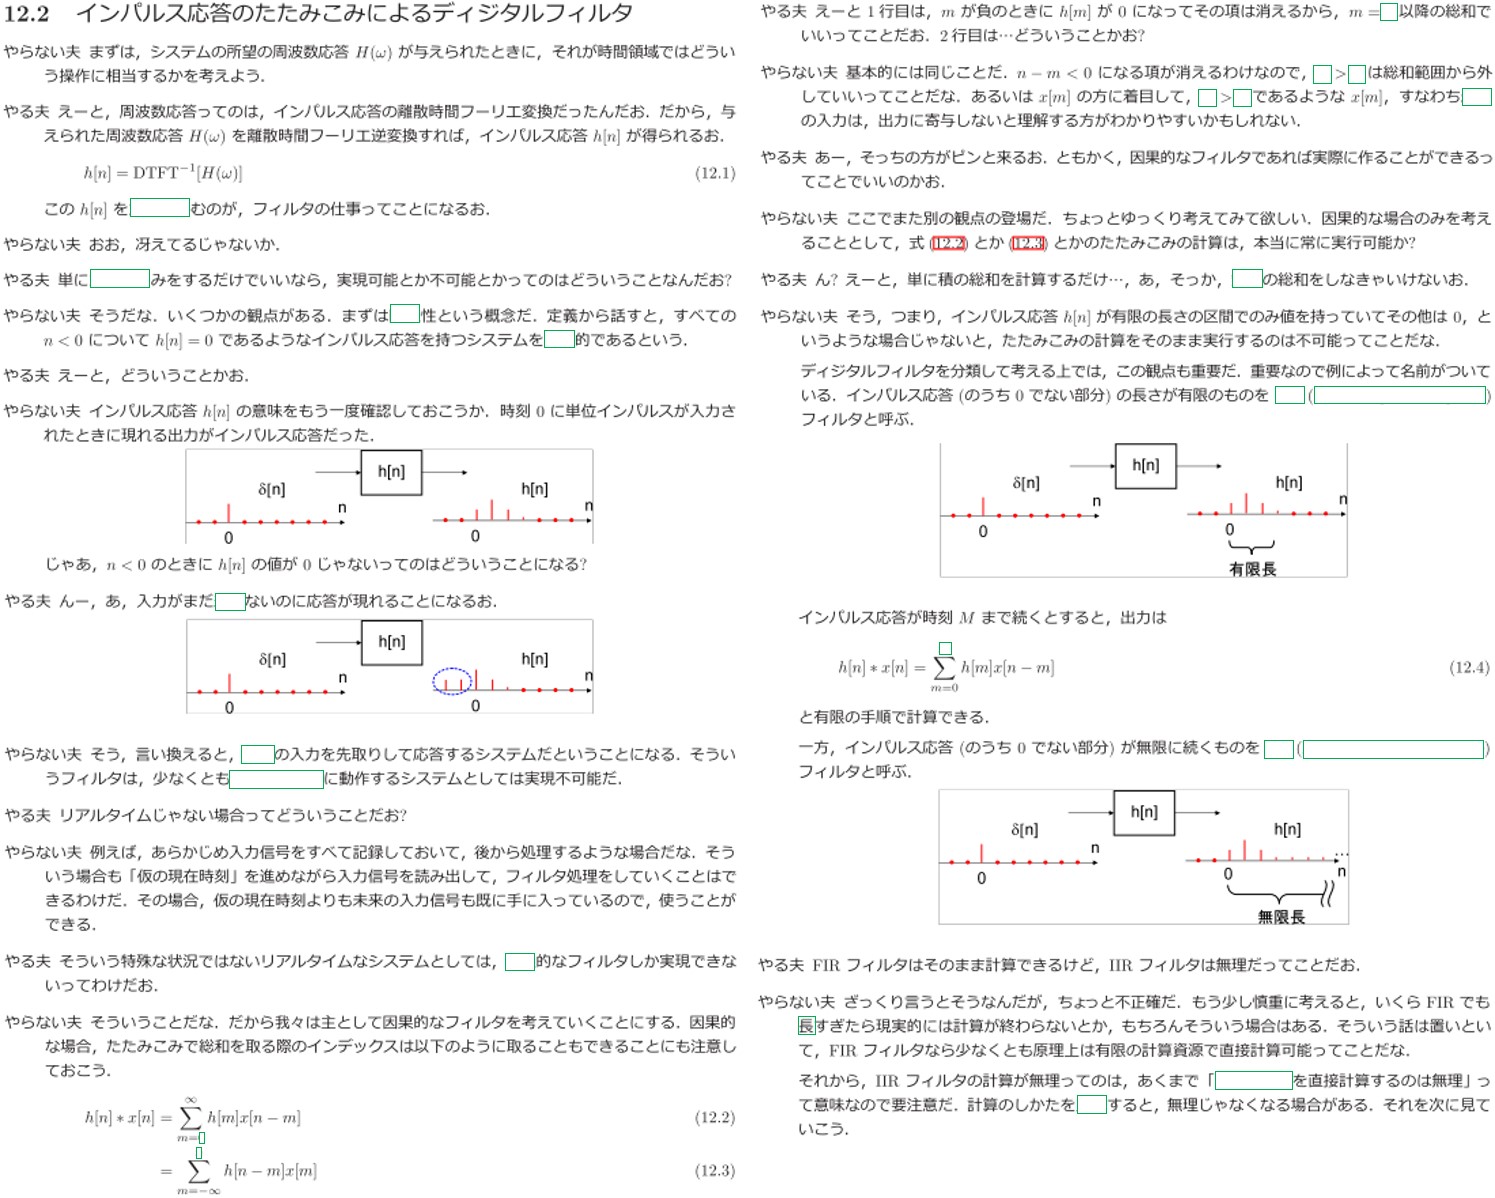 12.2 インパルス応答のたたみこみによるディジタルフィルタ
やらない夫 まずは，システムの所望の周波数応答 H(ω) が与えられたときに，それが時間領域ではどうい
う操作に相当するかを考えよう．
やる夫 えーと，周波数応答ってのは，インパルス応答の離散時間フーリエ変換だったんだお．だから，与
えられた周波数応答 H(ω) を離散時間フーリエ逆変換すれば，インパルス応答 h[n] が得られるお．
h[n] = DTFT⁻¹[H(ω)] (12.1)
この h[n] を むのが，フィルタの仕事ってことになるお．
やらない夫 おお，冴えてるじゃないか．
やる夫 単に みをするだけでいいなら，実現可能とか不可能とかってのはどういうことなんだお?
やらない夫 そうだな．いくつかの観点がある．まずは 性という概念だ．定義から話すと，すべての
n < 0 について h[n] = 0 であるようなインパルス応答を持つシステムを 的であるという．
やる夫 えーと，どういうことかお．
やらない夫 インパルス応答 h[n] の意味をもう一度確認しておこうか．時刻 0 に単位インパルスが入力さ
れたときに現れる出力がインパルス応答だった．
h[n]
δ[n] n h[n] n
0 0
じゃあ，n < 0 のときに h[n] の値が 0 じゃないってのはどういうことになる?
やる夫 んー，あ，入力がまだ ないのに応答が現れることになるお．
h[n]
δ[n] n h[n] n
0 0
やらない夫 そう，言い換えると， の入力を先取りして応答するシステムだということになる．そうい
うフィルタは，少なくとも に動作するシステムとしては実現不可能だ．
やる夫 リアルタイムじゃない場合ってどういうことだお?
やらない夫 例えば，あらかじめ入力信号をすべて記録しておいて，後から処理するような場合だな．そう
いう場合も「仮の現在時刻」を進めながら入力信号を読み出して，フィルタ処理をしていくことはで
きるわけだ．その場合，仮の現在時刻よりも未来の入力信号も既に手に入っているので，使うことが
できる．
やる夫 そういう特殊な状況ではないリアルタイムなシステムとしては， 的なフィルタしか実現できな
いってわけだお．
やらない夫 そういうことだな．だから我々は主として因果的なフィルタを考えていくことにする．因果的
な場合，たたみこみで総和を取る際のインデックスは以下のように取ることもできることにも注意し
ておこう．
h[n] ∗ x[n] = ∑_{m=}^{∞} h[m]x[n − m] (12.2)
= ∑_{m=−∞} h[n − m]x[m] (12.3)
やる夫 えーと 1 行目は，m が負のときに h[m] が 0 になってその項は消えるから，m = 以降の総和で
いいってことだお．2 行目は…どういうことかお?
やらない夫 基本的には同じことだ．n − m < 0 になる項が消えるわけなので， > は総和範囲から外
していいってことだな．あるいは x[m] の方に着目して， > であるような x[m]，すなわち
の入力は，出力に寄与しないと理解する方がわかりやすいかもしれない．
やる夫 あー，そっちの方がピンと来るお．ともかく，因果的なフィルタであれば実際に作ることができるっ
てことでいいのかお．
やらない夫 ここでまた別の観点の登場だ．ちょっとゆっくり考えてみて欲しい．因果的な場合のみを考え
ることとして，式 (12.2) とか (12.3) とかのたたみこみの計算は，本当に常に実行可能か?
やる夫 ん? えーと，単に積の総和を計算するだけ…，あ，そっか， の総和をしなきゃいけないお．
やらない夫 そう，つまり，インパルス応答 h[n] が有限の長さの区間でのみ値を持っていてその他は 0，と
いうような場合じゃないと，たたみこみの計算をそのまま実行するのは不可能ってことだな．
ディジタルフィルタを分類して考える上では，この観点も重要だ．重要なので例によって名前がついて
いる．インパルス応答 (のうち 0 でない部分) の長さが有限のものを ( )
フィルタと呼ぶ．
h[n]
δ[n] n h[n] n
0 0
有限長
インパルス応答が時刻 M まで続くとすると，出力は
h[n] ∗ x[n] = ∑_{m=0} h[m]x[n − m] (12.4)
と有限の手順で計算できる．
一方，インパルス応答 (のうち 0 でない部分) が無限に続くものを ( )
フィルタと呼ぶ．
h[n]
δ[n] n h[n] … n
0 0
無限長
やる夫 FIR フィルタはそのまま計算できるけど，IIR フィルタは無理だってことだお．
やらない夫 ざっくり言うとそうなんだが，ちょっと不正確だ．もう少し慎重に考えると，いくら FIR でも
長すぎたら現実的には計算が終わらないとか，もちろんそういう場合はある．そういう話は置いとい
て，FIR フィルタなら少なくとも原理上は有限の計算資源で直接計算可能ってことだな．
それから，IIR フィルタの計算が無理ってのは，あくまで「 を直接計算するのは無理」っ
て意味なので要注意だ．計算のしかたを すると，無理じゃなくなる場合がある．それを次に見て
いこう．